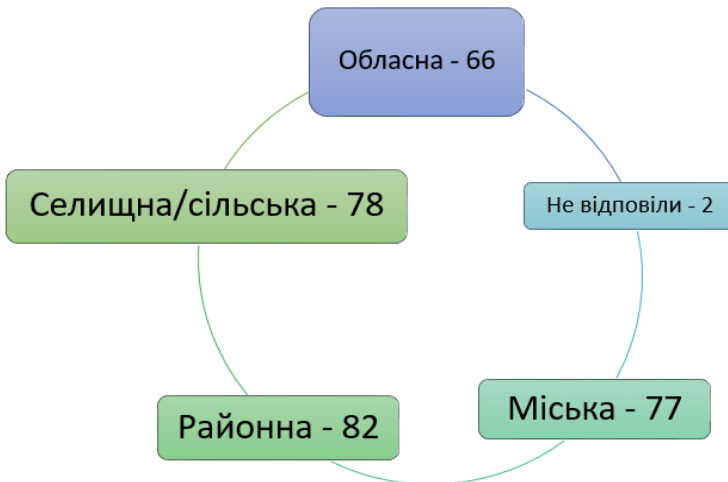 Обласна - 66
Селищна/сільська - 78
Не відповіли - 2
Районна - 82
Міська - 77